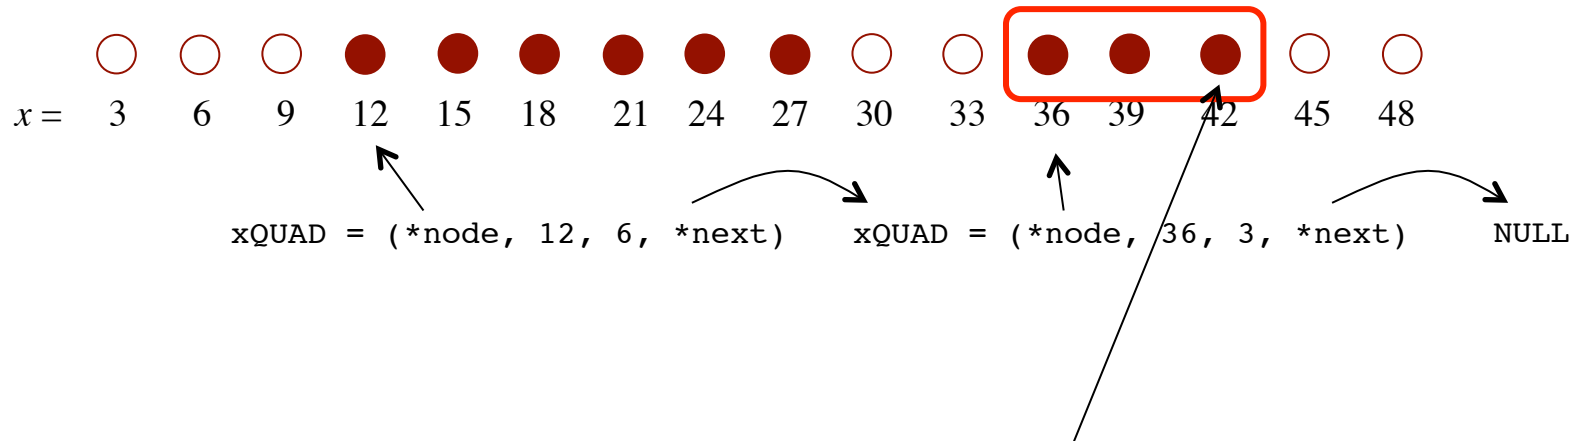 x = 3 6 9 12 15 18 21 24 27 30 33 36 39 42 45 48
xQUAD = (*node, 12, 6, *next) xQUAD = (*node, 36, 3, *next) NULL